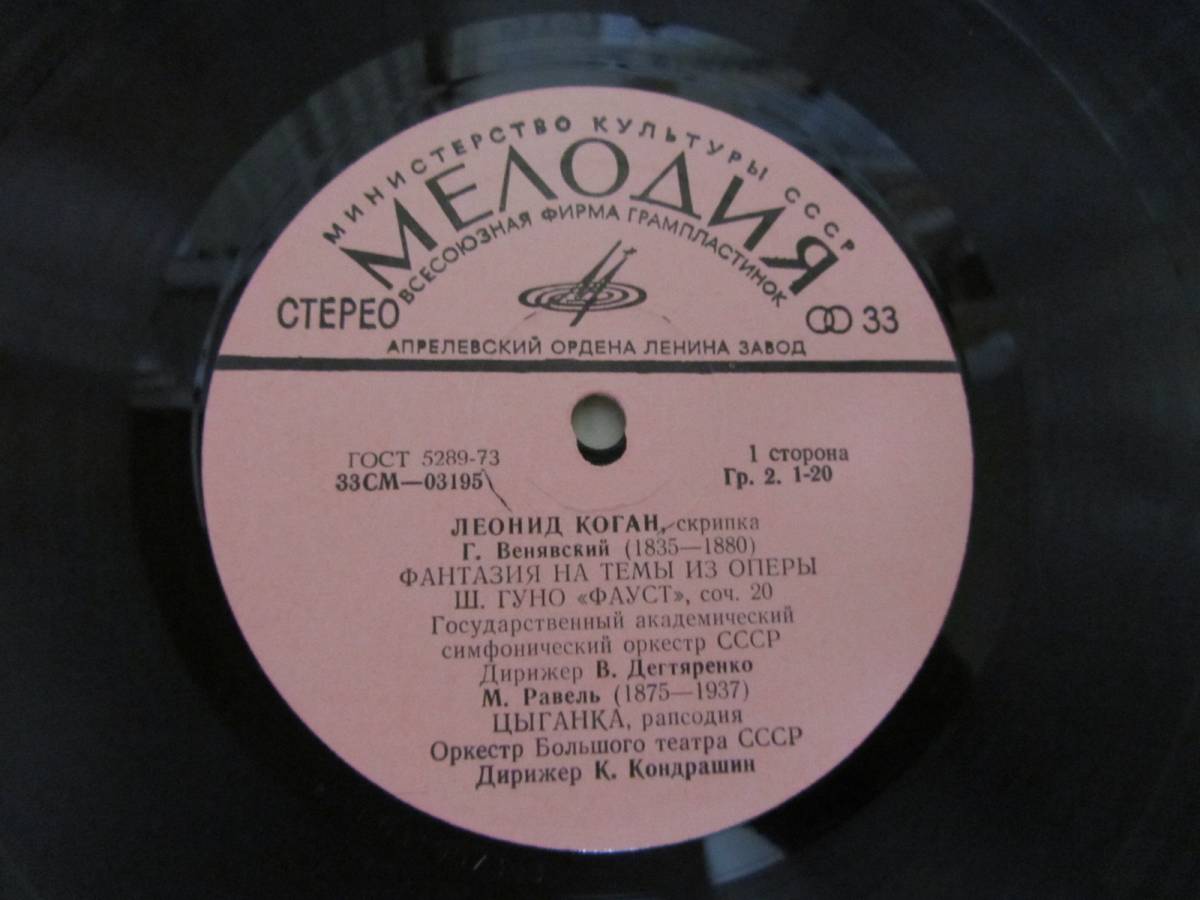 МИНИСТЕРСТВО КУЛЬТУРЫ СССР
МЕЛОДИЯ
ВСЕСОЮЗНАЯ ФИРМА ГРАМПЛАСТИНОК
СТЕРЕО
33
АПРЕЛЕВСКИЙ ОРДЕНА ЛЕНИНА ЗАВОД
ГОСТ 5289-73
33СМ—03195
1 сторона
Гр. 2. 1-20
ЛЕОНИД КОГАН, скрипка
Г. Венявский (1835—1880)
ФАНТАЗИЯ НА ТЕМЫ ИЗ ОПЕРЫ
Ш. ГУНО «ФАУСТ», соч. 20
Государственный академический
симфонический оркестр СССР
Дирижер В. Дегтяренко
М. Равель (1875—1937)
ЦЫГАНКА, рапсодия
Оркестр Большого театра СССР
Дирижер К. Кондрашин